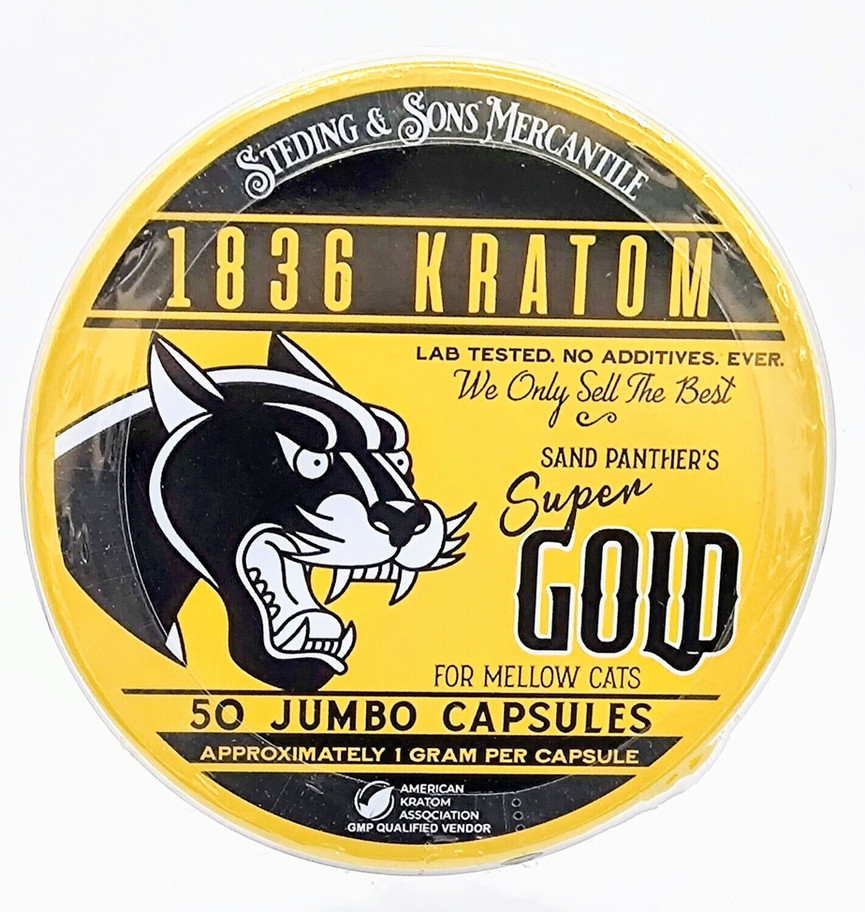 STEDING & SONS MERCANTILE
1836 KRATOM
LAB TESTED. NO ADDITIVES. EVER.
We Only Sell The Best
SAND PANTHER'S
Super
GOLD
FOR MELLOW CATS
50 JUMBO CAPSULES
APPROXIMATELY 1 GRAM PER CAPSULE
AMERICAN
KRATOM
ASSOCIATION
GMP QUALIFIED VENDOR